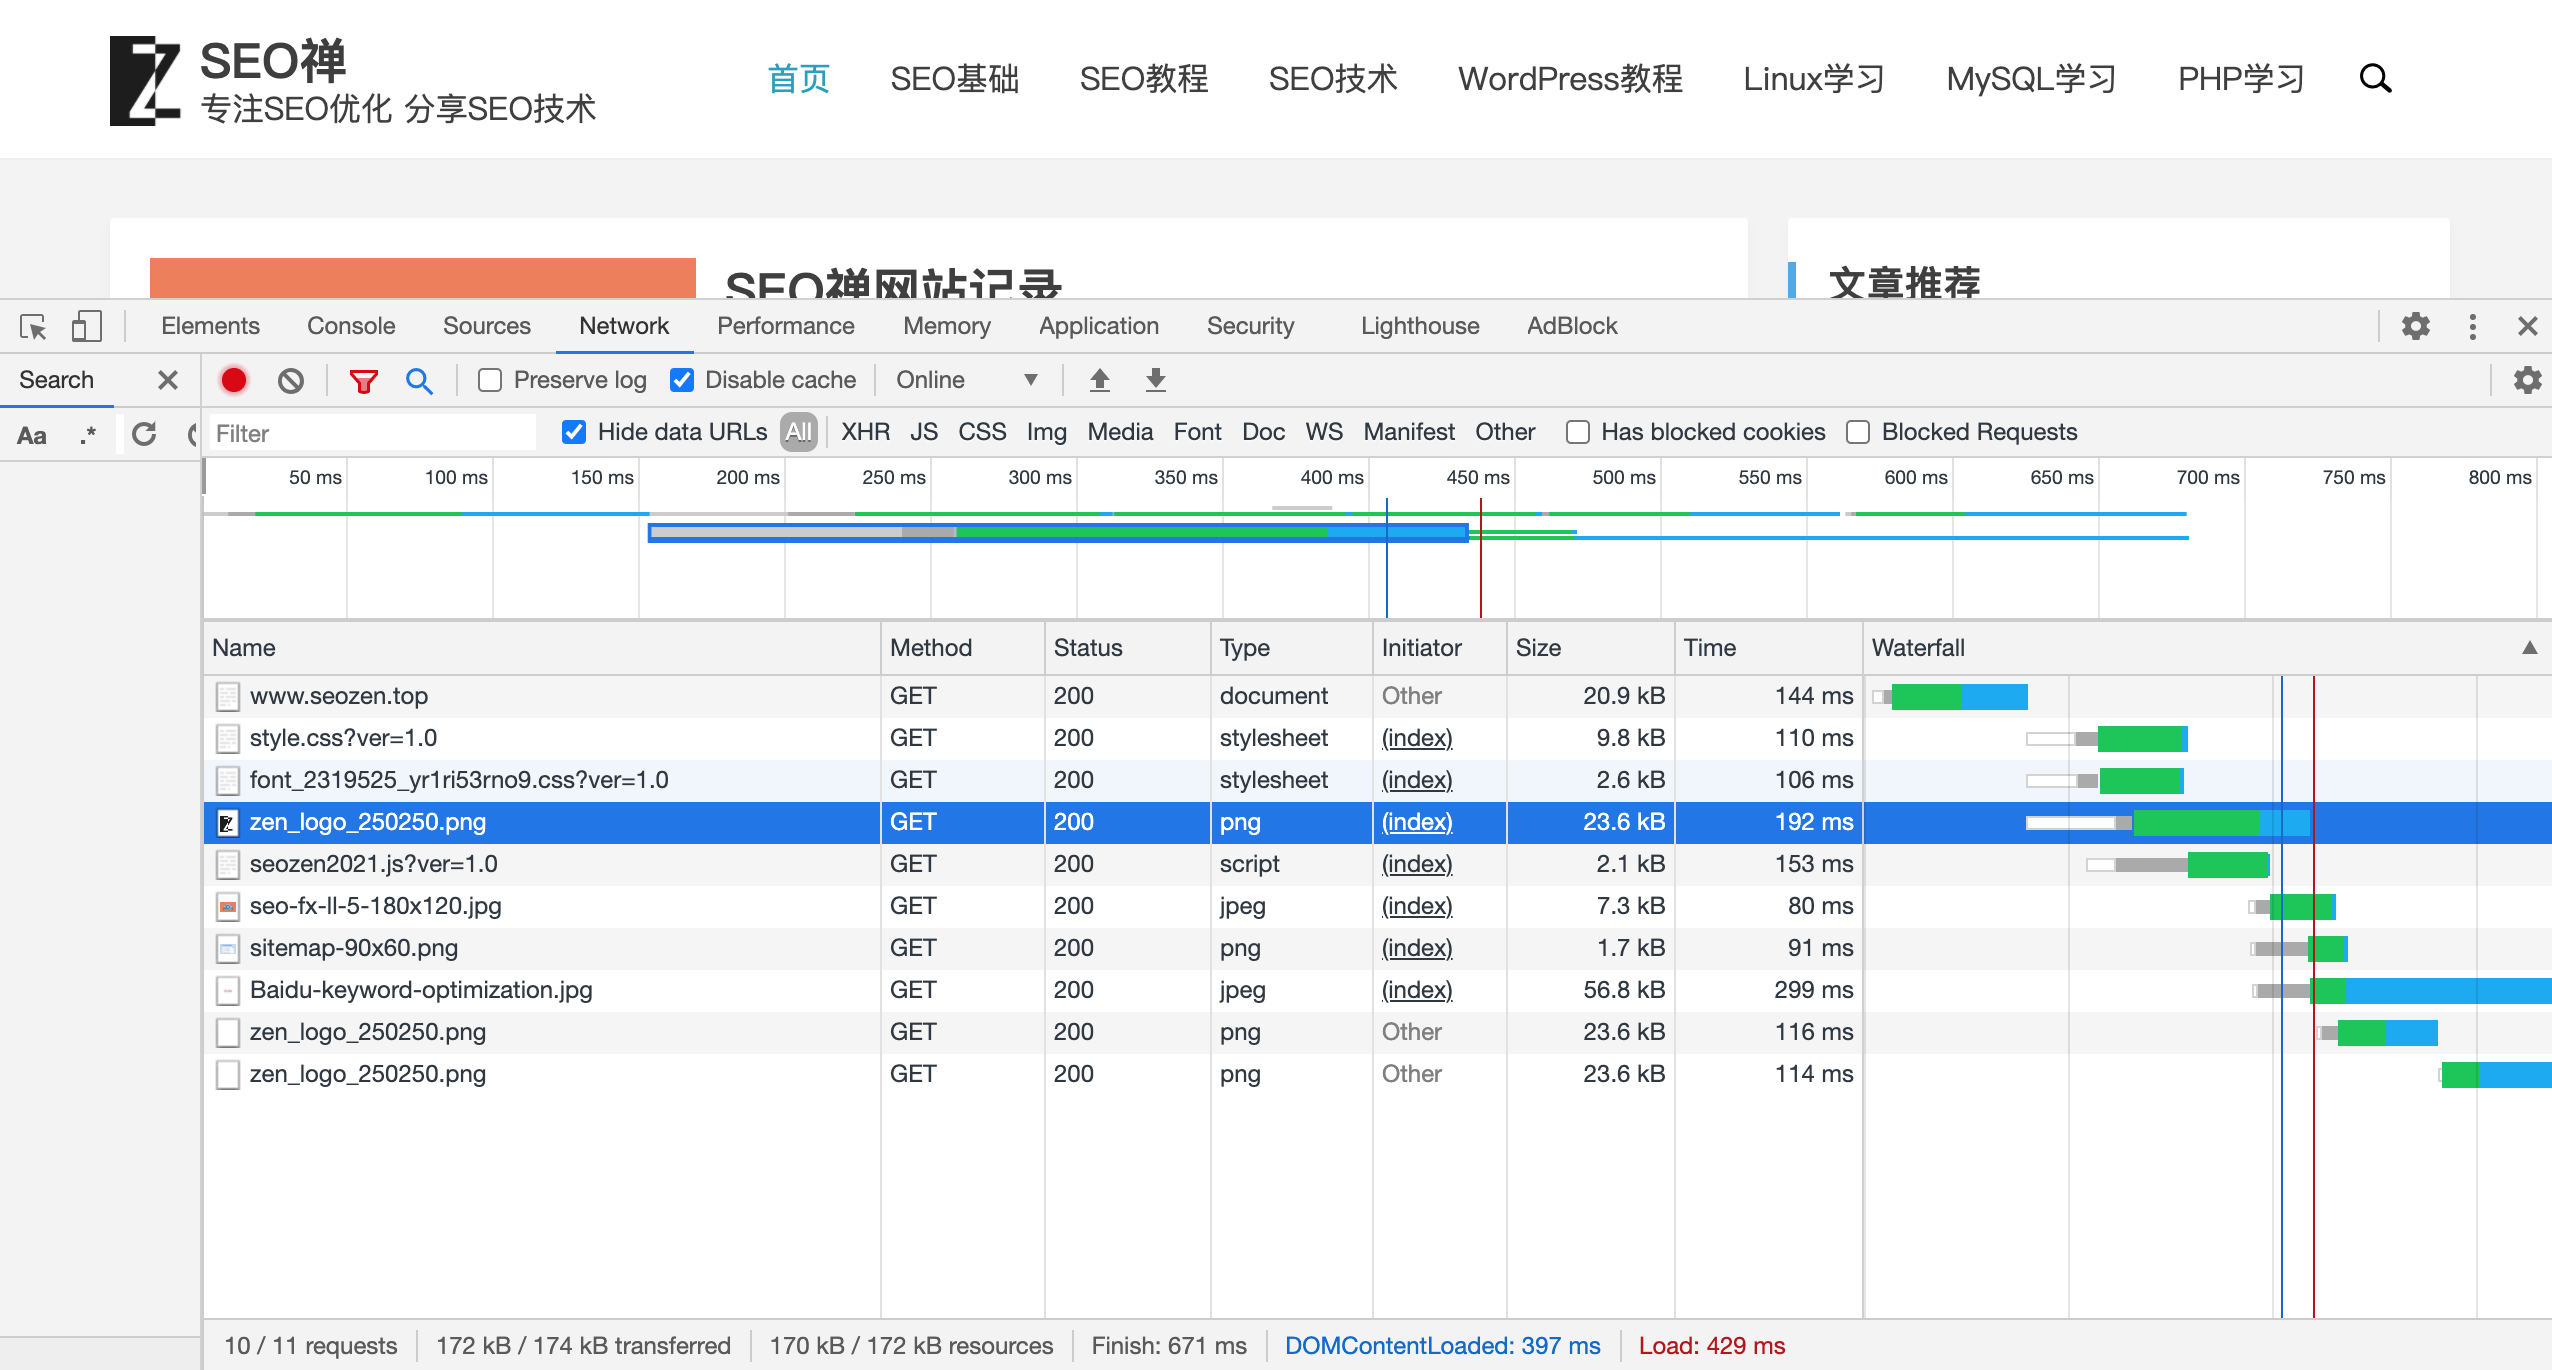 SEO禅
专注SEO优化 分享SEO技术
首页 SEO基础 SEO教程 SEO技术 WordPress教程 Linux学习 MySQL学习 PHP学习
SEO禅网站记录
文章推荐
Elements Console Sources Network Performance Memory Application Security Lighthouse AdBlock
Search Preserve log Disable cache Online
Aa .* Filter Hide data URLs All XHR JS CSS Img Media Font Doc WS Manifest Other Has blocked cookies Blocked Requests
50 ms 100 ms 150 ms 200 ms 250 ms 300 ms 350 ms 400 ms 450 ms 500 ms 550 ms 600 ms 650 ms 700 ms 750 ms 800 ms
Name Method Status Type Initiator Size Time Waterfall
www.seozen.top GET 200 document Other 20.9 kB 144 ms
style.css?ver=1.0 GET 200 stylesheet (index) 9.8 kB 110 ms
font_2319525_yr1ri53rno9.css?ver=1.0 GET 200 stylesheet (index) 2.6 kB 106 ms
zen_logo_250250.png GET 200 png (index) 23.6 kB 192 ms
seozen2021.js?ver=1.0 GET 200 script (index) 2.1 kB 153 ms
seo-fx-ll-5-180x120.jpg GET 200 jpeg (index) 7.3 kB 80 ms
sitemap-90x60.png GET 200 png (index) 1.7 kB 91 ms
Baidu-keyword-optimization.jpg GET 200 jpeg (index) 56.8 kB 299 ms
zen_logo_250250.png GET 200 png Other 23.6 kB 116 ms
zen_logo_250250.png GET 200 png Other 23.6 kB 114 ms
10 / 11 requests 172 kB / 174 kB transferred 170 kB / 172 kB resources Finish: 671 ms DOMContentLoaded: 397 ms Load: 429 ms